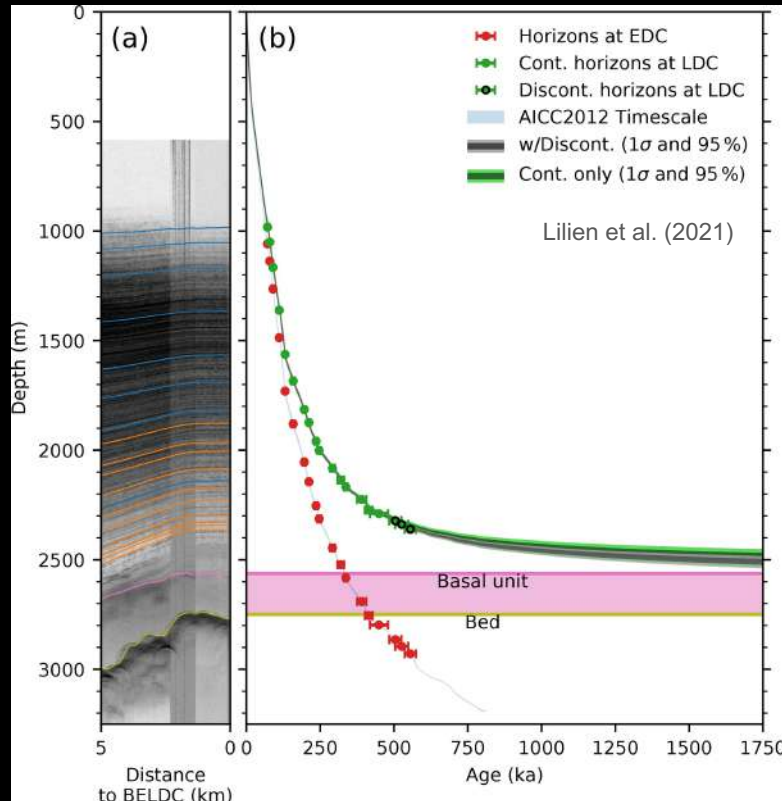 (a)
(b)
Horizons at EDC
Cont. horizons at LDC
Discont. horizons at LDC
AICC2012 Timescale
w/Discont. (1σ and 95 %)
Cont. only (1σ and 95 %)
Lilien et al. (2021)
Depth (m)
0
500
1000
1500
2000
2500
3000
Basal unit
Bed
5
0
0
250
500
750
1000
1250
1500
1750
Distance
to BELDC (km)
Age (ka)